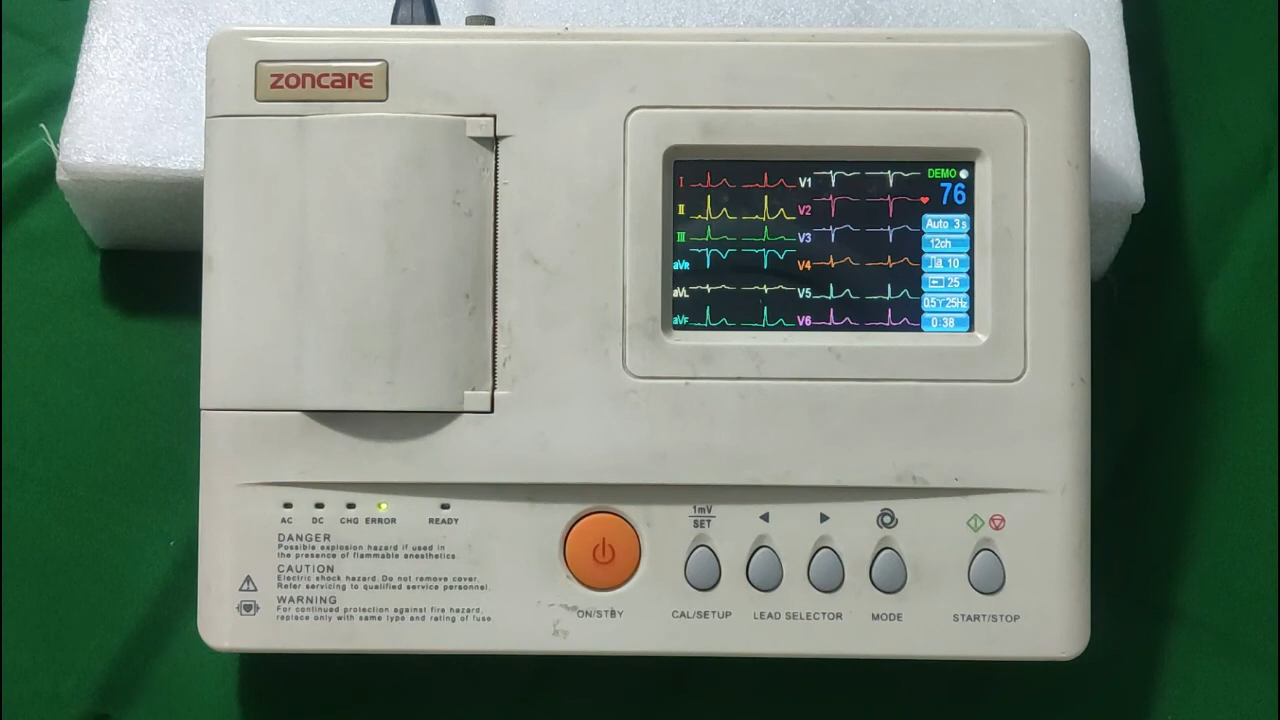 zoncare
I
II
III
aVR
aVL
aVF
V1
V2
V3
V4
V5
V6
DEMO
76
Auto 3s
12ch
10
25
0.5 25Hz
0:38
AC DC CHG ERROR READY
DANGER
Possible explosion hazard if used in
the presence of flammable anesthetics.
CAUTION
Electric shock hazard. Do not remove cover.
Refer servicing to qualified service personnel.
WARNING
For continued protection against fire hazard,
replace only with same type and rating of fuse.
ON/STBY
1mV
SET
CAL/SETUP
LEAD SELECTOR
MODE
START/STOP